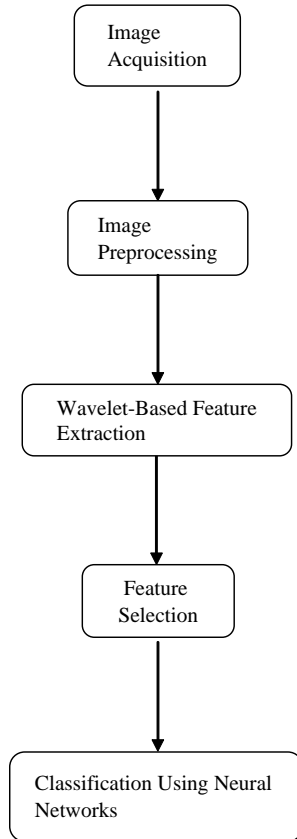 Image
Acquisition
Image
Preprocessing
Wavelet-Based Feature
Extraction
Feature
Selection
Classification Using Neural
Networks